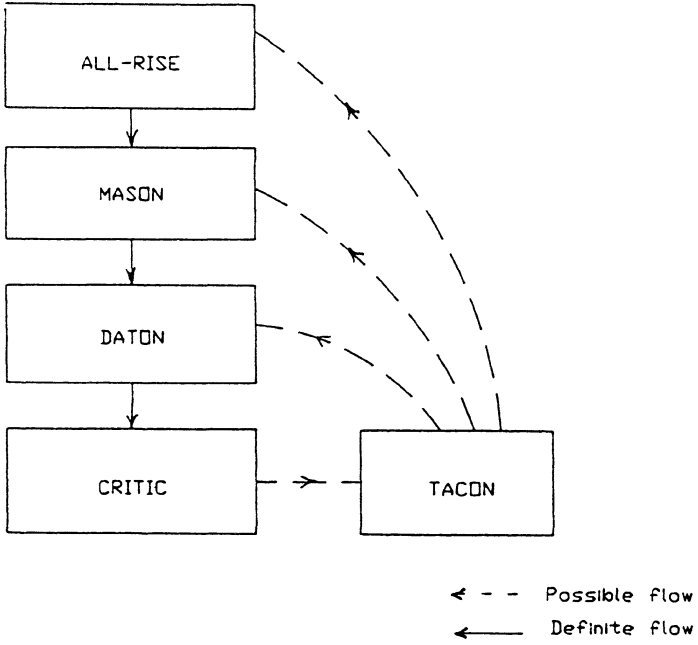 ALL-RISE
MASON
DATON
CRITIC
TACON
Possible flow
Definite flow